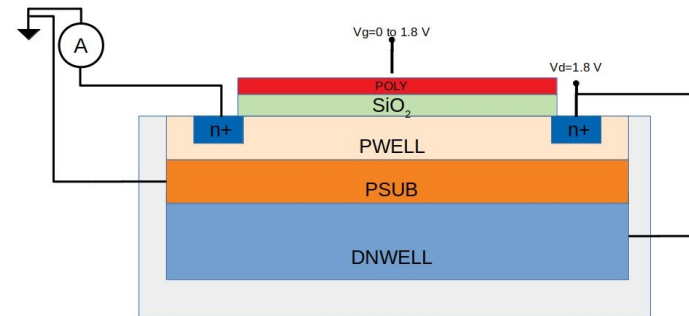 Vg=0 to 1.8 V
A
Vd=1.8 V
POLY
SiO₂
n+
n+
PWELL
PSUB
DNWELL